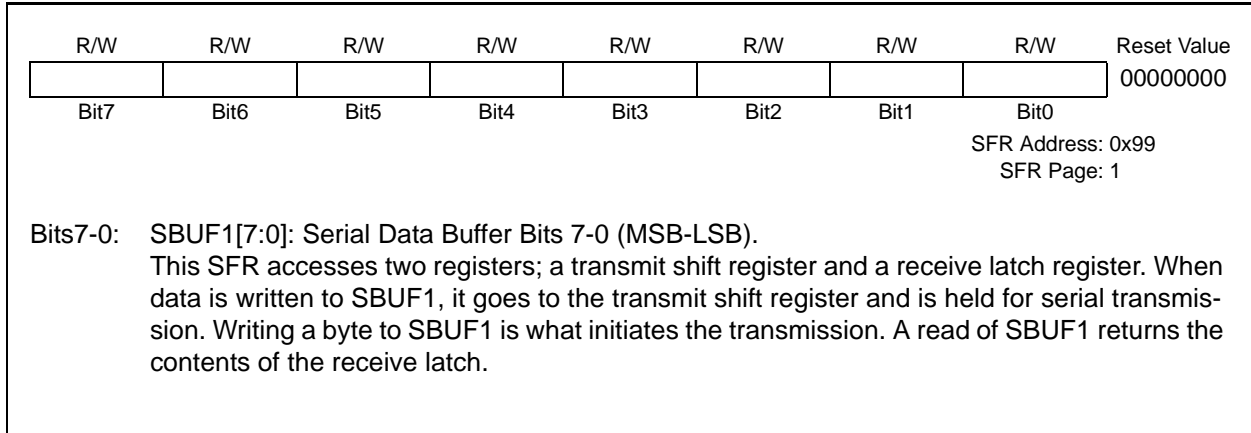 R/W R/W R/W R/W R/W R/W R/W R/W Reset Value
00000000
Bit7 Bit6 Bit5 Bit4 Bit3 Bit2 Bit1 Bit0
SFR Address: 0x99
SFR Page: 1
Bits7-0: SBUF1[7:0]: Serial Data Buffer Bits 7-0 (MSB-LSB).
This SFR accesses two registers; a transmit shift register and a receive latch register. When
data is written to SBUF1, it goes to the transmit shift register and is held for serial transmis-
sion. Writing a byte to SBUF1 is what initiates the transmission. A read of SBUF1 returns the
contents of the receive latch.